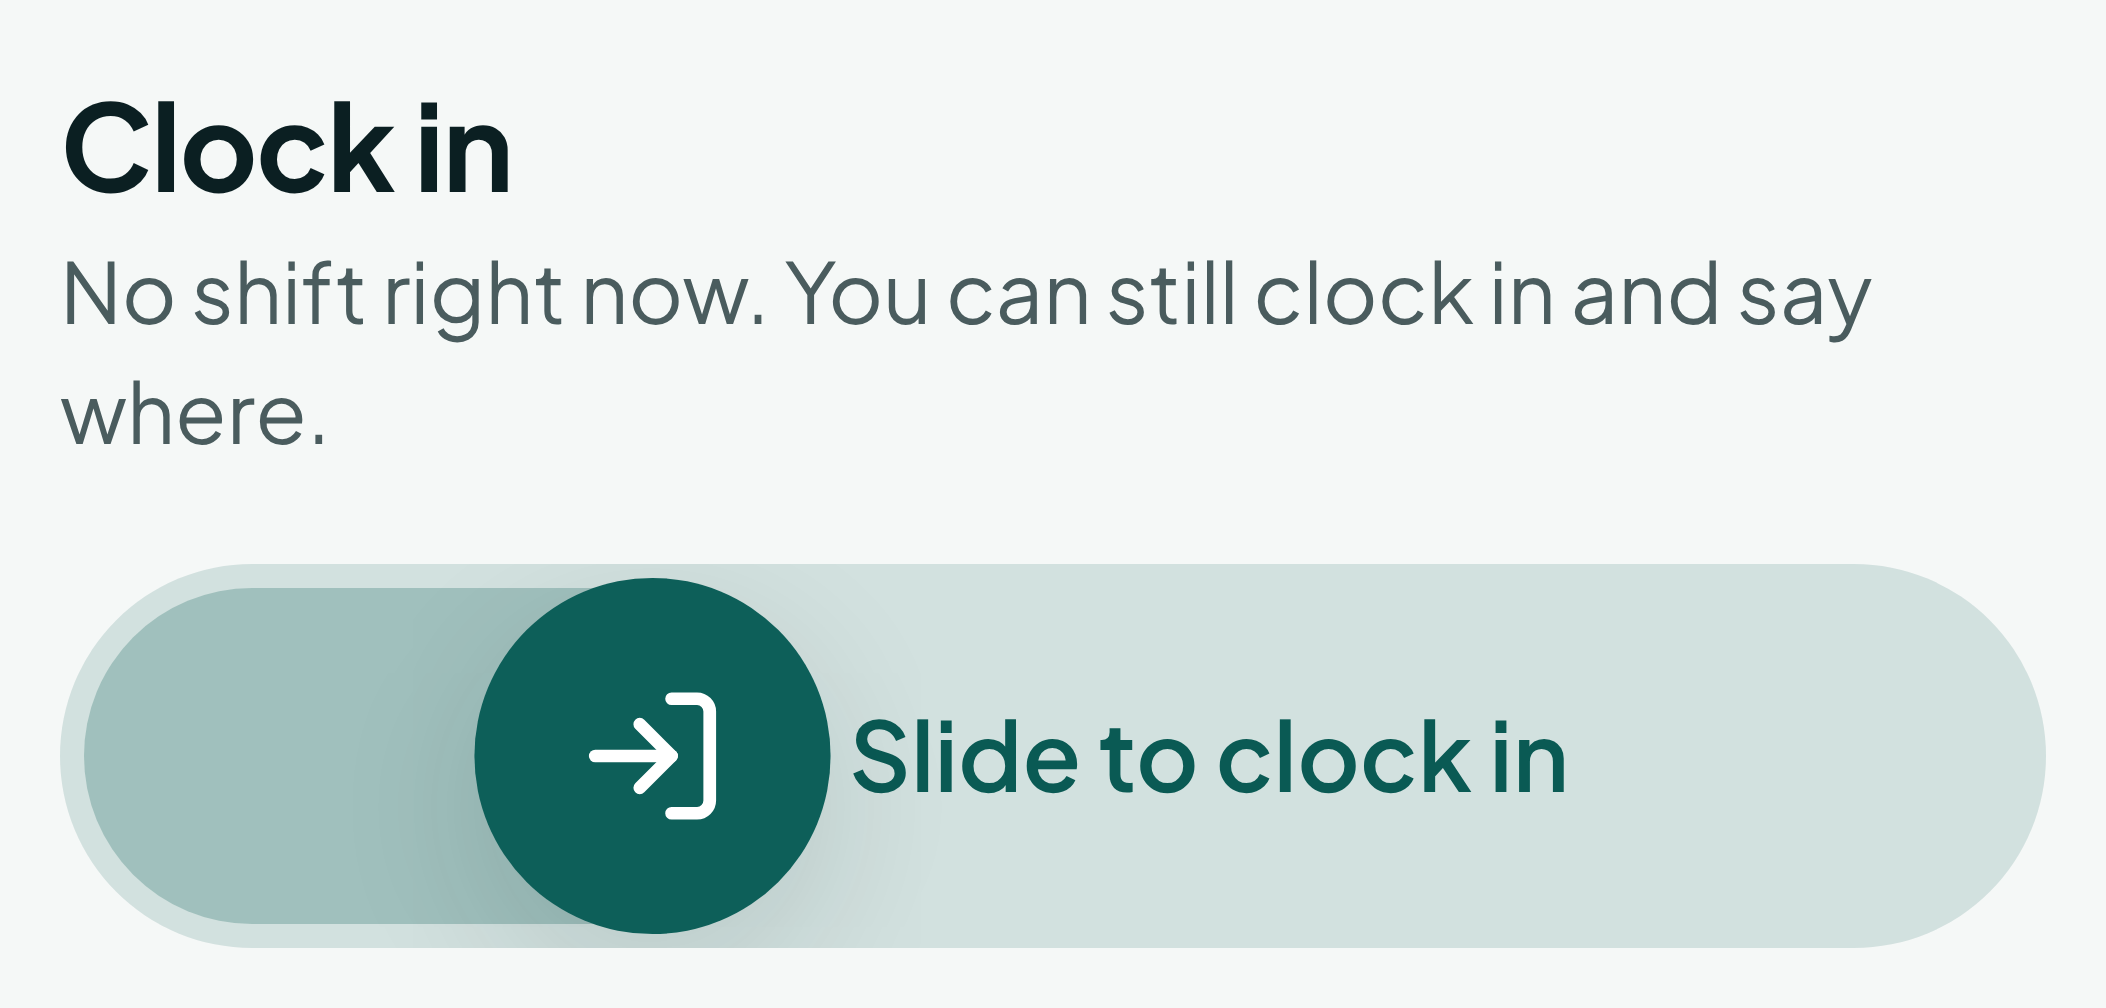 Clock in
No shift right now. You can still clock in and say
where.
Slide to clock in